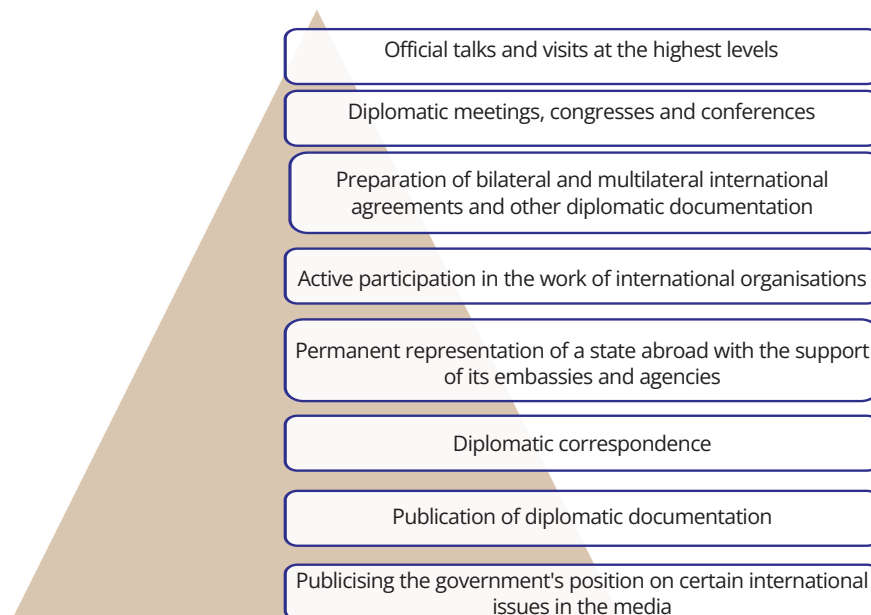 Official talks and visits at the highest levels
Diplomatic meetings, congresses and conferences
Preparation of bilateral and multilateral international
agreements and other diplomatic documentation
Active participation in the work of international organisations
Permanent representation of a state abroad with the support
of its embassies and agencies
Diplomatic correspondence
Publication of diplomatic documentation
Publicising the government's position on certain international
issues in the media